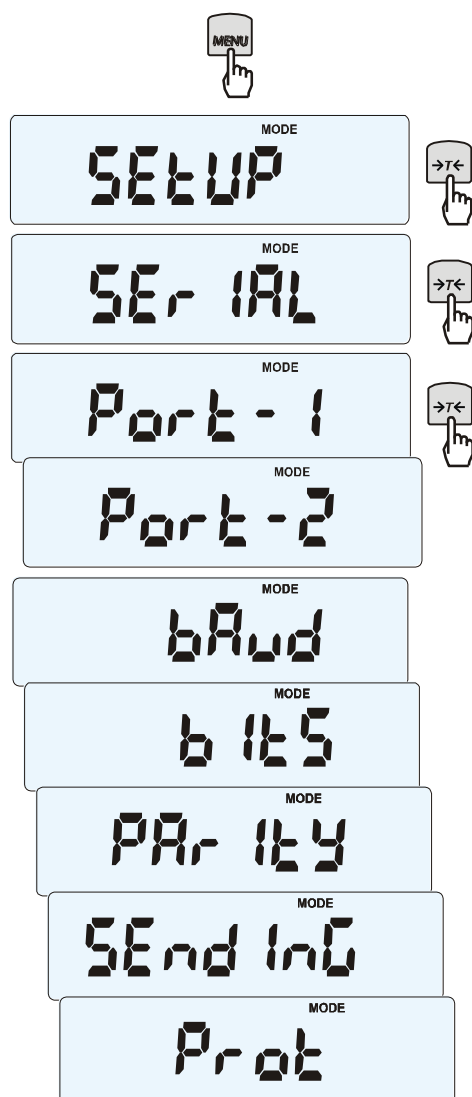 MENU
MODE
SEtUP
→T←
MODE
SEr IAL
→T←
MODE
Port-1
→T←
MODE
Port-2
MODE
bAud
MODE
b ItS
MODE
PAr Ity
MODE
SEnd InG
MODE
Prot